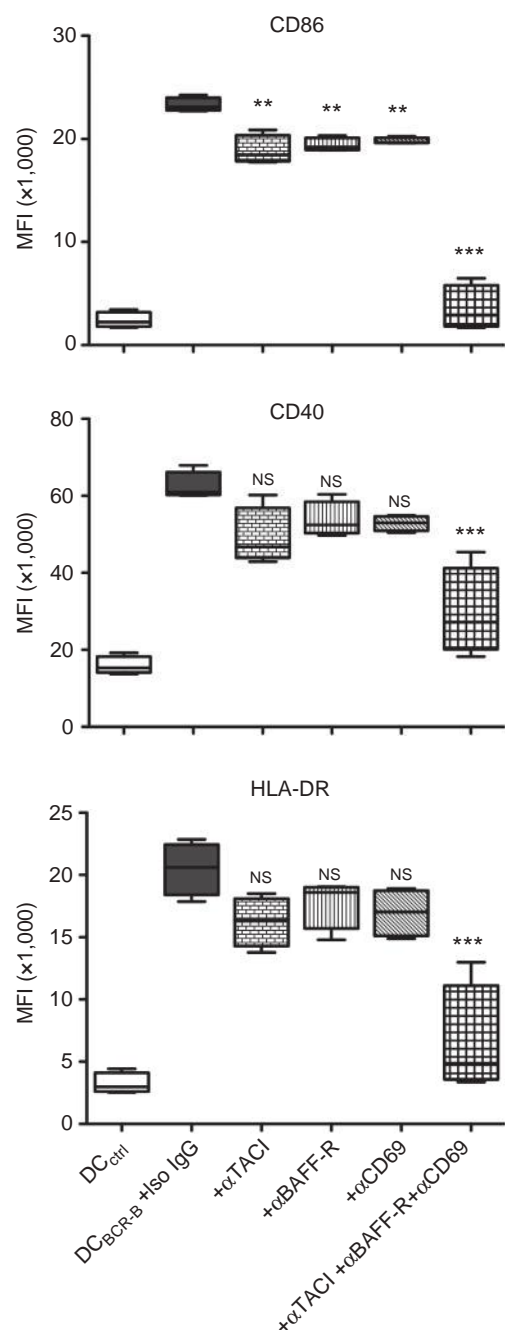 CD86
MFI (×1,000)
30
20
10
0
** ** **
***
CD40
MFI (×1,000)
80
60
40
20
0
NS NS NS
***
HLA-DR
MFI (×1,000)
25
20
15
10
5
0
NS NS NS
***
DCctrl
DCBCR-B +Iso IgG
+αTACI
+αBAFF-R
+αCD69
+αTACI +αBAFF-R+αCD69